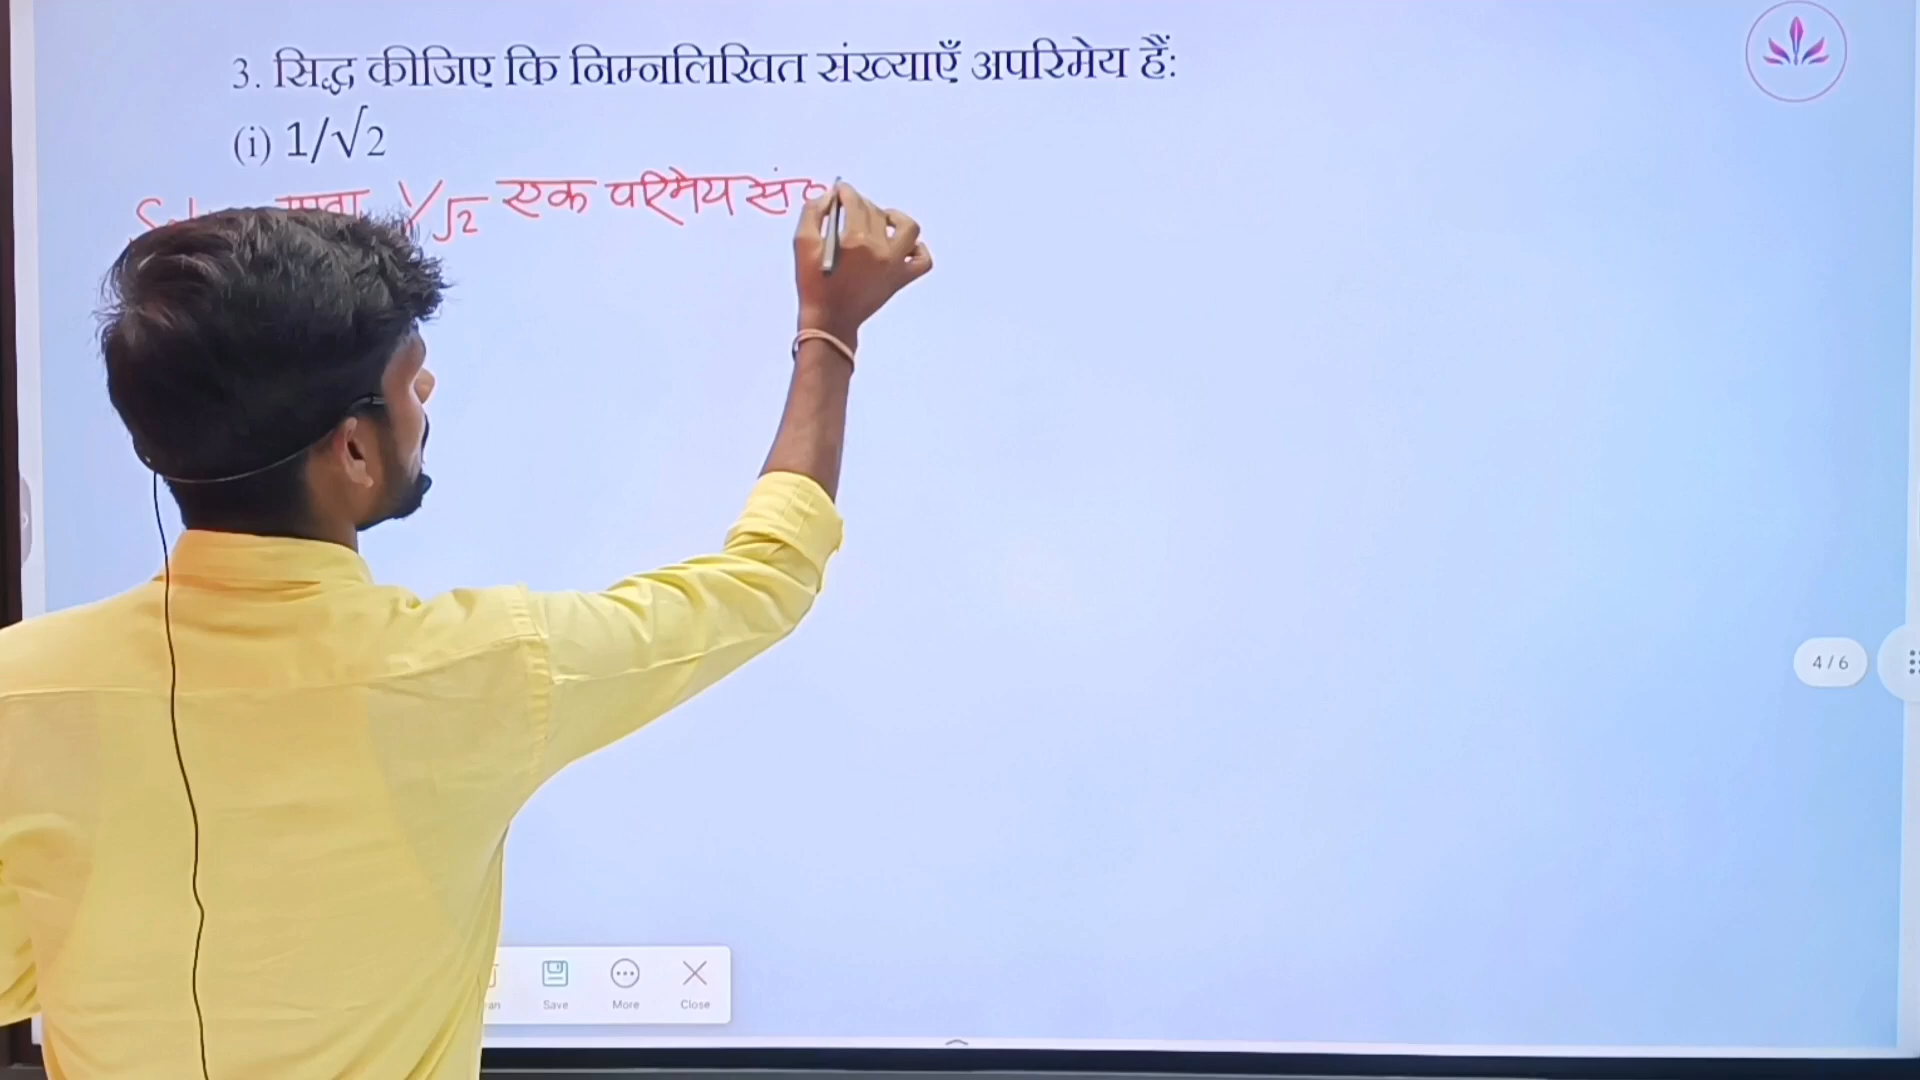 3. सिद्ध कीजिए कि निम्नलिखित संख्याएँ अपरिमेय हैं:
(i) 1/√2
1/√2 एक परिमेय
4/6
Save More Close